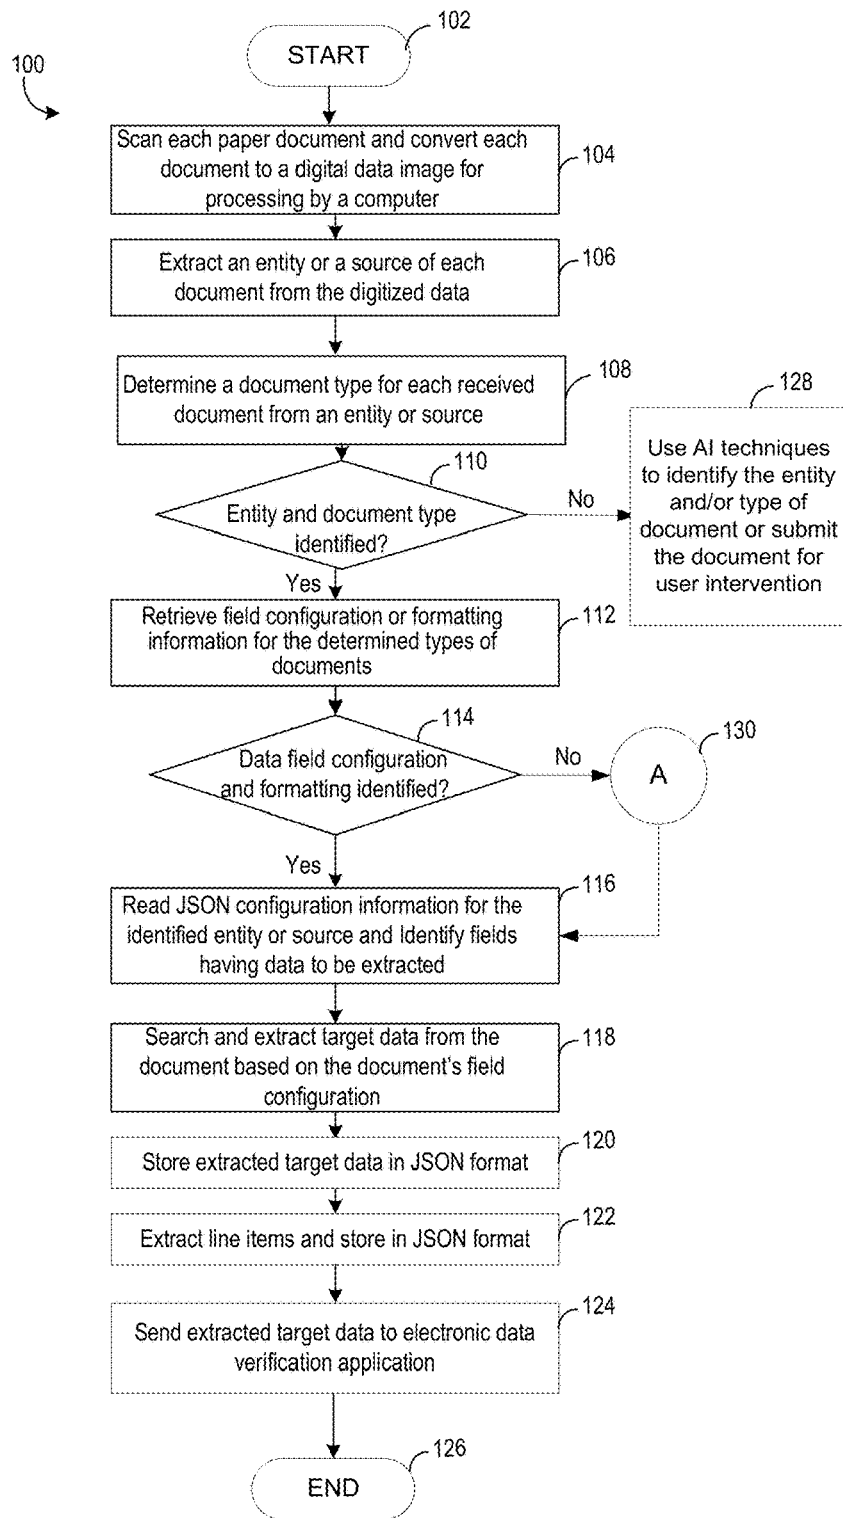 102
START
100
Scan each paper document and convert each
document to a digital data image for
processing by a computer
104
Extract an entity or a source of each
document from the digitized data
106
Determine a document type for each received
document from an entity or source
108
128
Use AI techniques
to identify the entity
and/or type of
document or submit
the document for
user intervention
110
Entity and document type
identified?
No
Yes
Retrieve field configuration or formatting
information for the determined types of
documents
112
114
Data field configuration
and formatting identified?
No
130
A
Yes
Read JSON configuration information for the
identified entity or source and Identify fields
having data to be extracted
116
Search and extract target data from the
document based on the document's field
configuration
118
Store extracted target data in JSON format
120
Extract line items and store in JSON format
122
Send extracted target data to electronic data
verification application
124
126
END